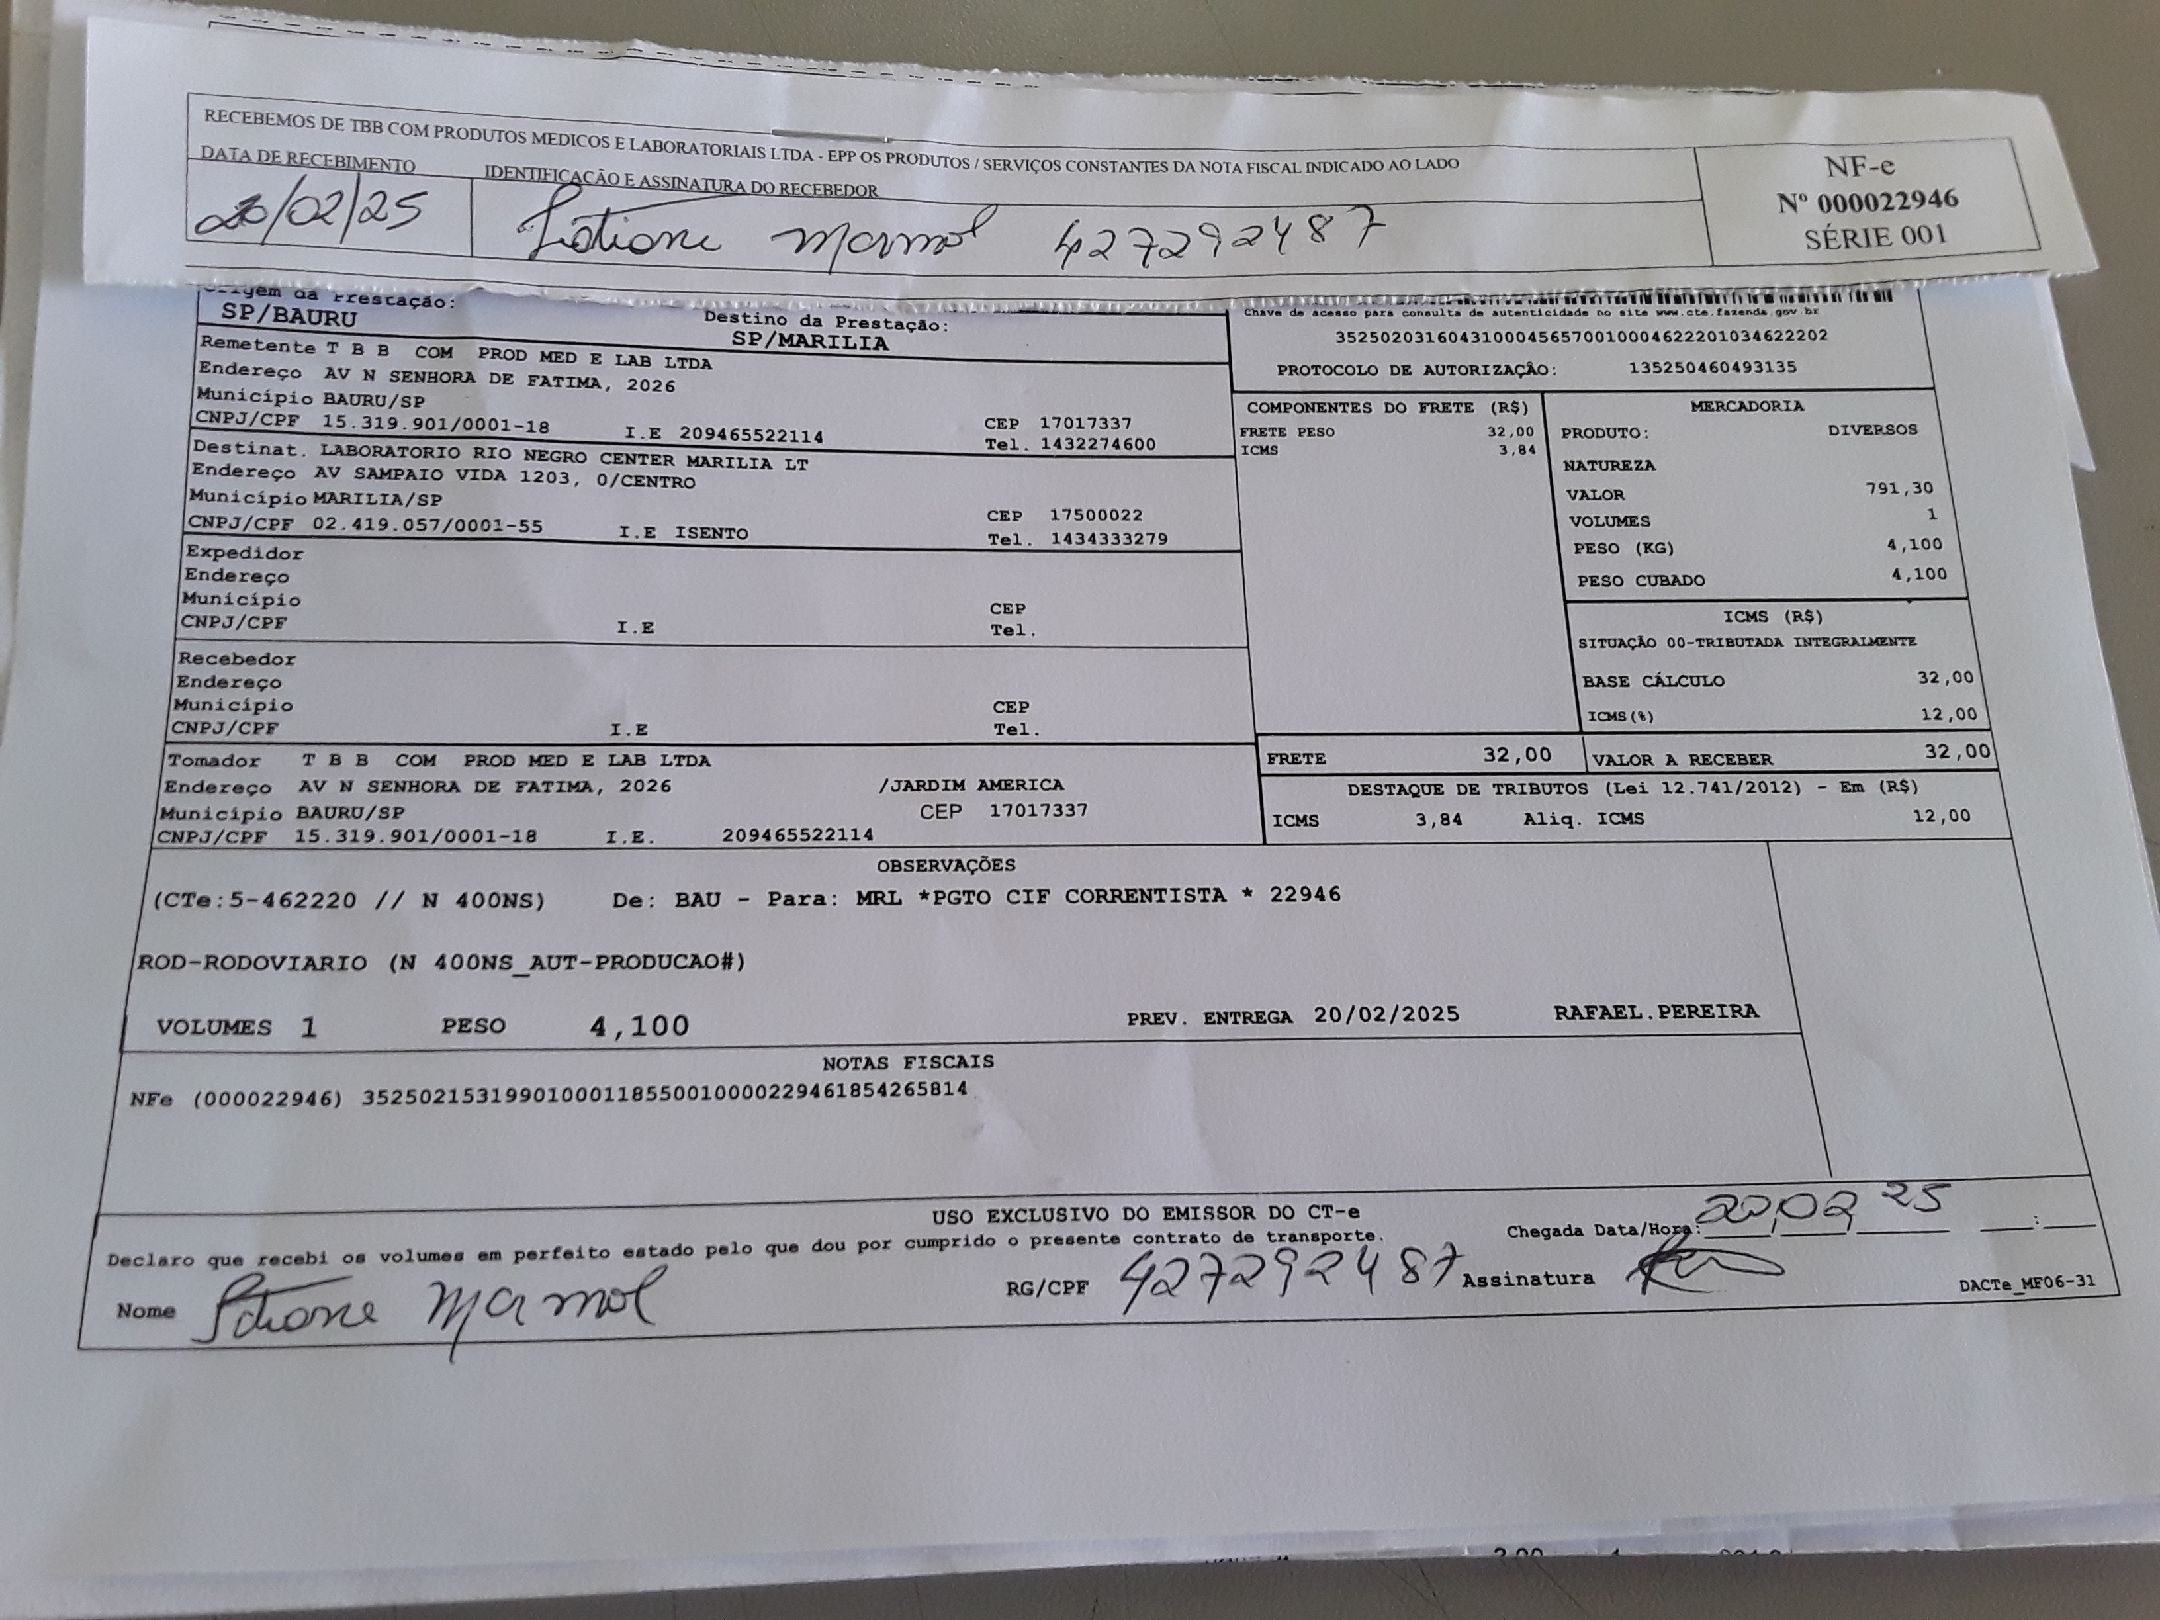 RECEBEMOS DE TBB COM PRODUTOS MEDICOS E LABORATORIAIS LTDA - EPP OS PRODUTOS / SERVIÇOS CONSTANTES DA NOTA FISCAL INDICADO AO LADO
DATA DE RECEBIMENTO IDENTIFICAÇÃO E ASSINATURA DO RECEBEDOR
20/02/25 Marmol 427292487
NF-e
Nº 000022946
SÉRIE 001
Origem da Prestação: Destino da Prestação:
SP/BAURU SP/MARILIA
Remetente T B B COM PROD MED E LAB LTDA
Endereço AV N SENHORA DE FATIMA, 2026
Município BAURU/SP CEP 17017337
CNPJ/CPF 15.319.901/0001-18 I.E 209465522114 Tel. 1432274600
Destinat. LABORATORIO RIO NEGRO CENTER MARILIA LT
Endereço AV SAMPAIO VIDA 1203, 0/CENTRO
Município MARILIA/SP CEP 17500022
CNPJ/CPF 02.419.057/0001-55 I.E ISENTO Tel. 1434333279
Expedidor
Endereço
Município CEP
CNPJ/CPF I.E Tel.
Recebedor
Endereço
Município CEP
CNPJ/CPF I.E Tel.
Tomador T B B COM PROD MED E LAB LTDA
Endereço AV N SENHORA DE FATIMA, 2026 /JARDIM AMERICA
Município BAURU/SP CEP 17017337
CNPJ/CPF 15.319.901/0001-18 I.E. 209465522114
Chave de acesso para consulta de autenticidade no site www.cte.fazenda.gov.br
35250203160431000456570010004622201034622202
PROTOCOLO DE AUTORIZAÇÃO: 135250460493135
COMPONENTES DO FRETE (R$)
FRETE PESO 32,00
ICMS 3,84
MERCADORIA
PRODUTO: DIVERSOS
NATUREZA
VALOR 791,30
VOLUMES 1
PESO (KG) 4,100
PESO CUBADO 4,100
ICMS (R$)
SITUAÇÃO 00-TRIBUTADA INTEGRALMENTE
BASE CÁLCULO 32,00
ICMS(%) 12,00
FRETE 32,00 VALOR A RECEBER 32,00
DESTAQUE DE TRIBUTOS (Lei 12.741/2012) - Em (R$)
ICMS 3,84 Aliq. ICMS 12,00
OBSERVAÇÕES
(CTe:5-462220 // N 400NS) De: BAU - Para: MRL *PGTO CIF CORRENTISTA * 22946
ROD-RODOVIARIO (N 400NS_AUT-PRODUCAO#)
VOLUMES 1 PESO 4,100 PREV. ENTREGA 20/02/2025 RAFAEL.PEREIRA
NOTAS FISCAIS
NFe (000022946) 35250215319901000118550010000229461854265814
USO EXCLUSIVO DO EMISSOR DO CT-e
Declaro que recebi os volumes em perfeito estado pelo que dou por cumprido o presente contrato de transporte.
Chegada Data/Hora: 20,02 25 __:__
Nome Marmol RG/CPF 427292487 Assinatura
DACTe_MF06-31